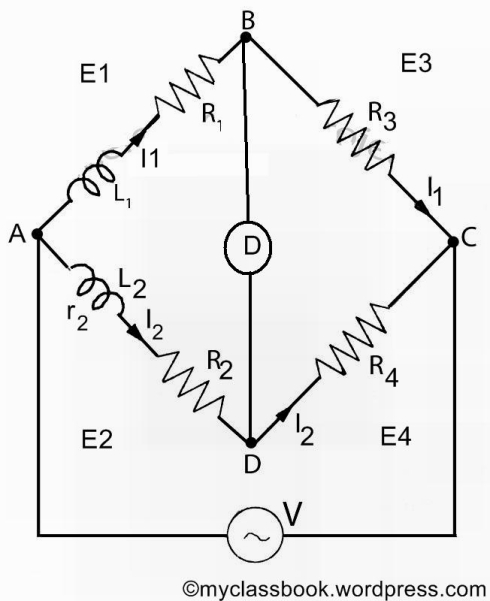 B
E1
E3
R1
R3
I1
L1
I1
A
D
C
L2
r2
I2
R2
R4
I2
E2
E4
D
V
~
©myclassbook.wordpress.com